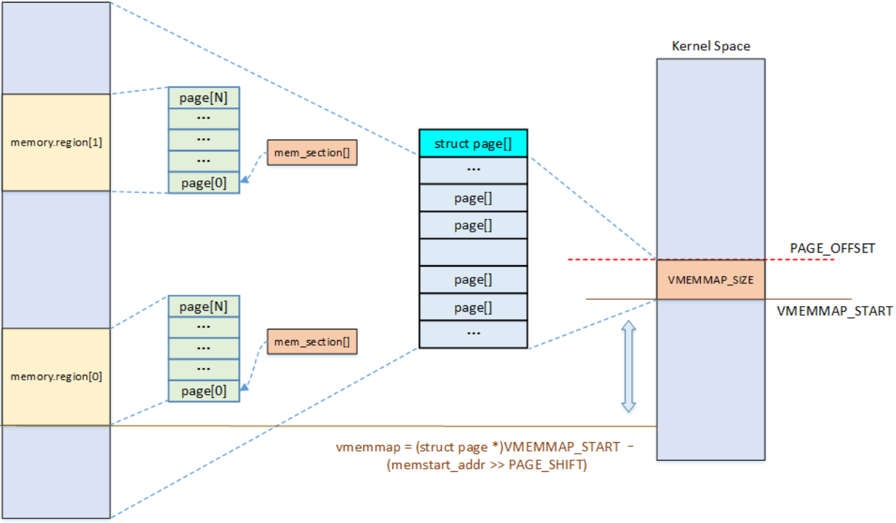 Kernel Space
page[N]
...
...
...
page[0]
memory.region[1]
mem_section[]
struct page[]
...
page[]
page[]
page[]
page[]
...
PAGE_OFFSET
VMEMMAP_SIZE
VMEMMAP_START
page[N]
...
...
...
page[0]
mem_section[]
memory.region[0]
vmemmap = (struct page *)VMEMMAP_START −
(memstart_addr >> PAGE_SHIFT)